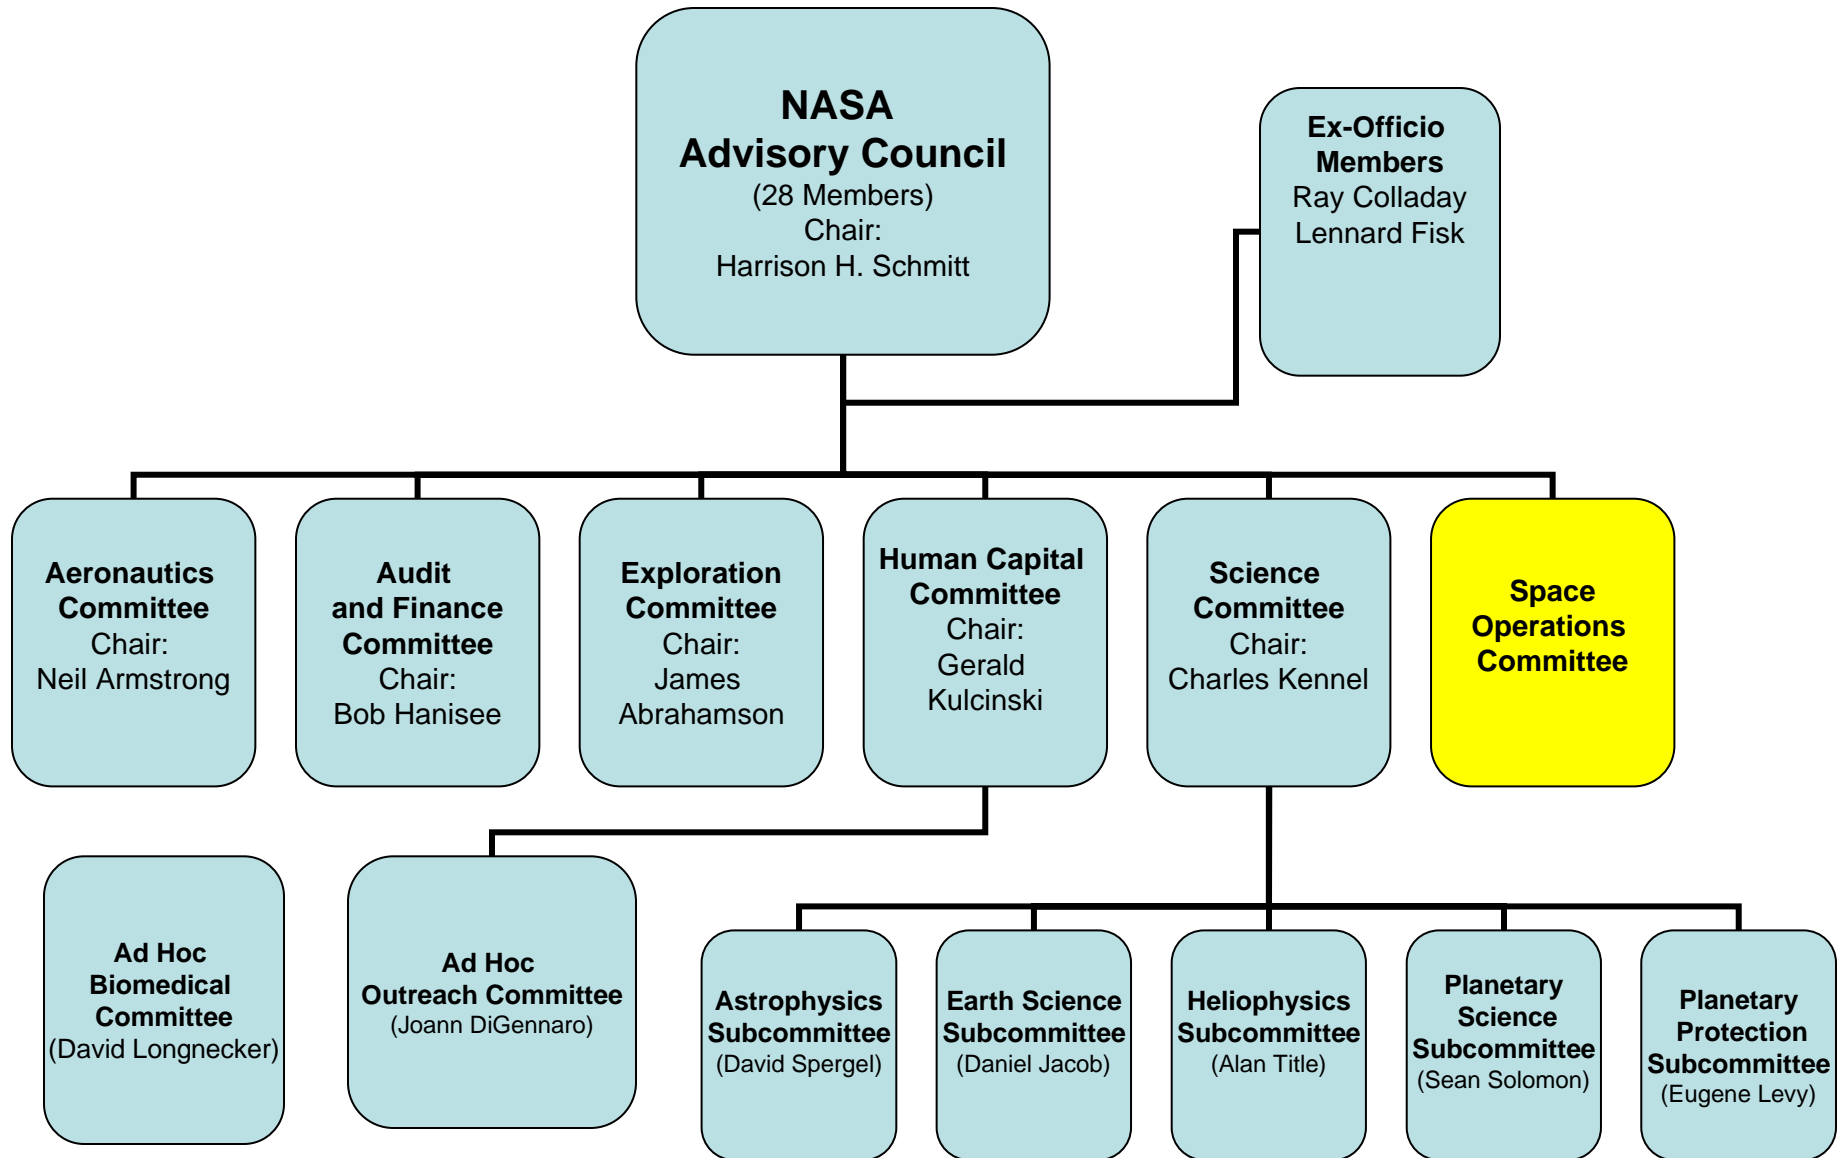 NASA
Advisory Council
(28 Members)
Chair:
Harrison H. Schmitt
Ex-Officio
Members
Ray Colladay
Lennard Fisk
Aeronautics
Committee
Chair:
Neil Armstrong
Audit
and Finance
Committee
Chair:
Bob Hanisee
Exploration
Committee
Chair:
James
Abrahamson
Human Capital
Committee
Chair:
Gerald
Kulcinski
Science
Committee
Chair:
Charles Kennel
Space
Operations
Committee
Ad Hoc
Biomedical
Committee
(David Longnecker)
Ad Hoc
Outreach Committee
(Joann DiGennaro)
Astrophysics
Subcommittee
(David Spergel)
Earth Science
Subcommittee
(Daniel Jacob)
Heliophysics
Subcommittee
(Alan Title)
Planetary
Science
Subcommittee
(Sean Solomon)
Planetary
Protection
Subcommittee
(Eugene Levy)